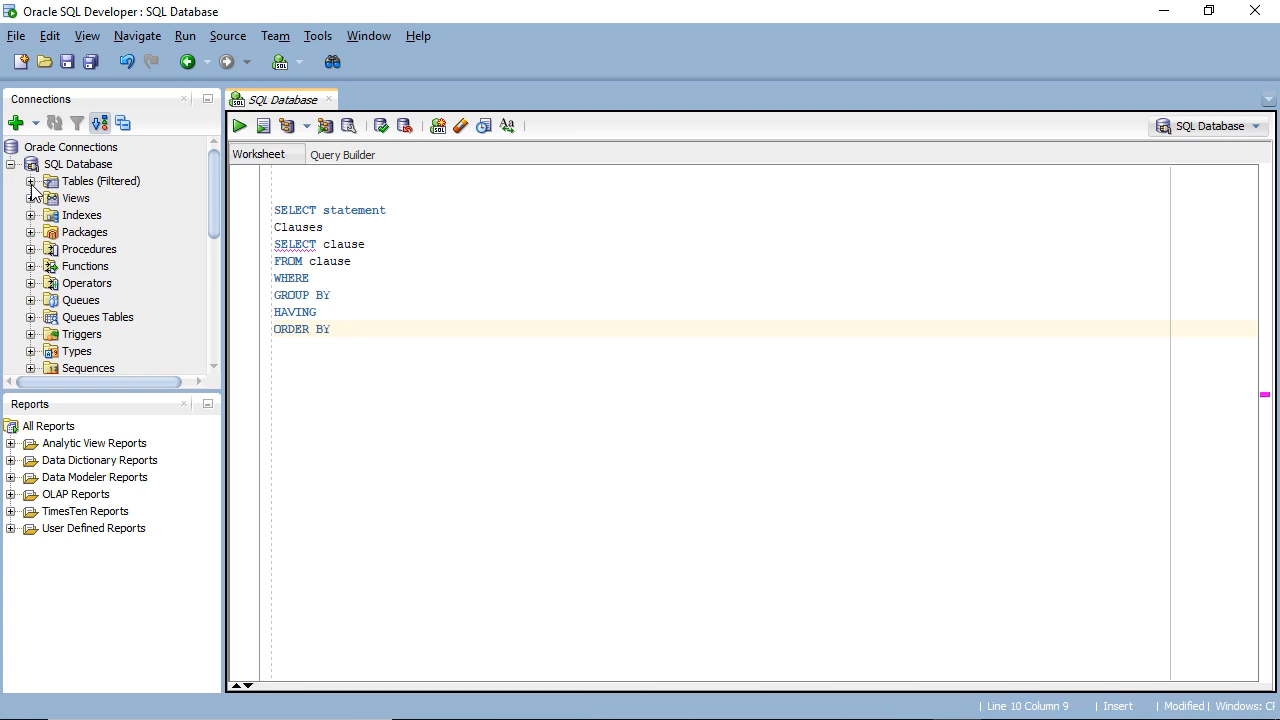 Oracle SQL Developer : SQL Database
File Edit View Navigate Run Source Team Tools Window Help
Connections
SQL Database
SQL Database
Worksheet
Query Builder
Oracle Connections
SQL Database
Tables (Filtered)
Views
Indexes
Packages
Procedures
Functions
Operators
Queues
Queues Tables
Triggers
Types
Sequences
SELECT statement
Clauses
SELECT clause
FROM clause
WHERE
GROUP BY
HAVING
ORDER BY
Reports
All Reports
Analytic View Reports
Data Dictionary Reports
Data Modeler Reports
OLAP Reports
TimesTen Reports
User Defined Reports
Line 10 Column 9 Insert Modified Windows: